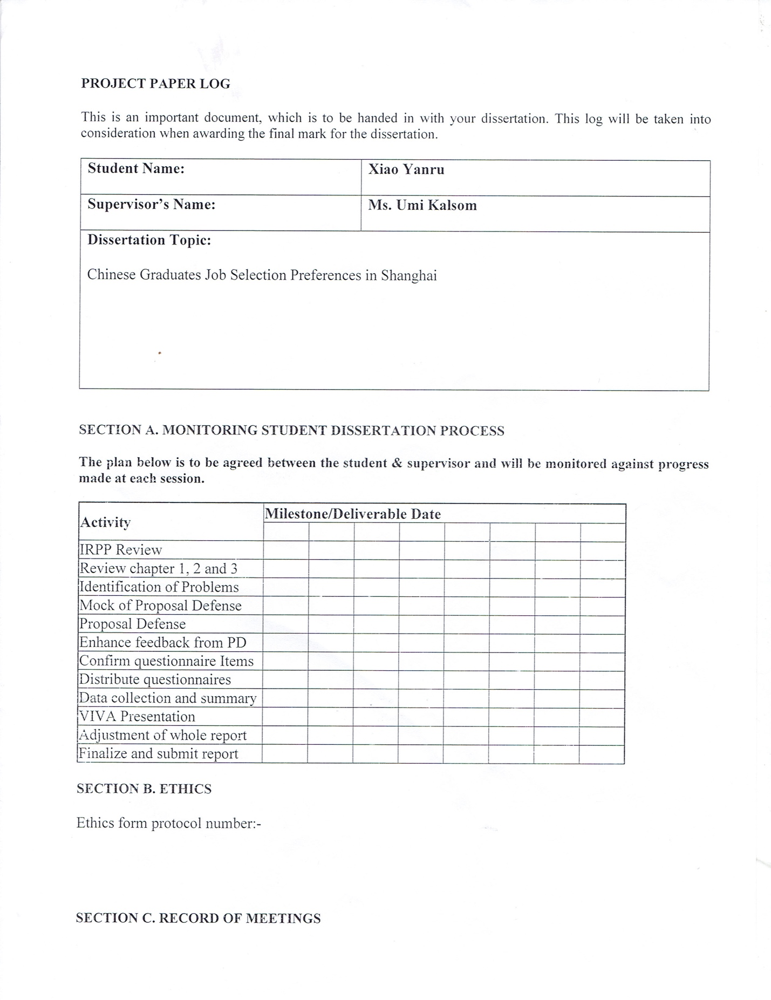 PROJECT PAPER LOG
This is an important document, which is to be handed in with your dissertation. This log will be taken into
consideration when awarding the final mark for the dissertation.
Student Name: Xiao Yanru
Supervisor's Name: Ms. Umi Kalsom
Dissertation Topic:
Chinese Graduates Job Selection Preferences in Shanghai
SECTION A. MONITORING STUDENT DISSERTATION PROCESS
The plan below is to be agreed between the student & supervisor and will be monitored against progress
made at each session.
Activity
Milestone/Deliverable Date
IRPP Review
Review chapter 1, 2 and 3
Identification of Problems
Mock of Proposal Defense
Proposal Defense
Enhance feedback from PD
Confirm questionnaire Items
Distribute questionnaires
Data collection and summary
VIVA Presentation
Adjustment of whole report
Finalize and submit report
SECTION B. ETHICS
Ethics form protocol number:-
SECTION C. RECORD OF MEETINGS